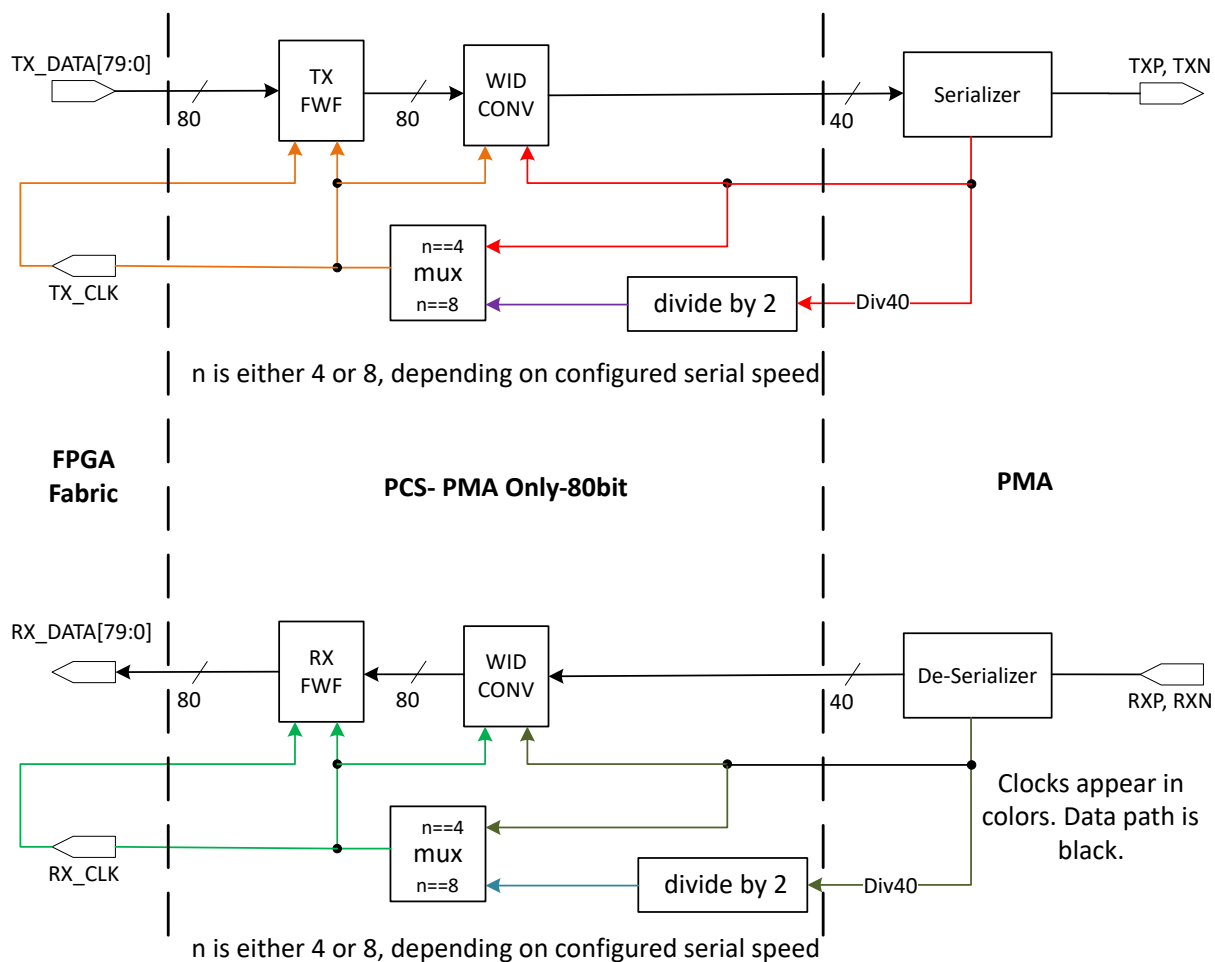 TX_DATA[79:0]
80
TX
FWF
80
WID
CONV
40
Serializer
TXP, TXN
TX_CLK
n==4
mux
n==8
divide by 2
Div40
n is either 4 or 8, depending on configured serial speed
FPGA
Fabric
PCS- PMA Only-80bit
PMA
RX_DATA[79:0]
80
RX
FWF
80
WID
CONV
40
De-Serializer
RXP, RXN
Clocks appear in
colors. Data path is
black.
RX_CLK
n==4
mux
n==8
divide by 2
Div40
n is either 4 or 8, depending on configured serial speed